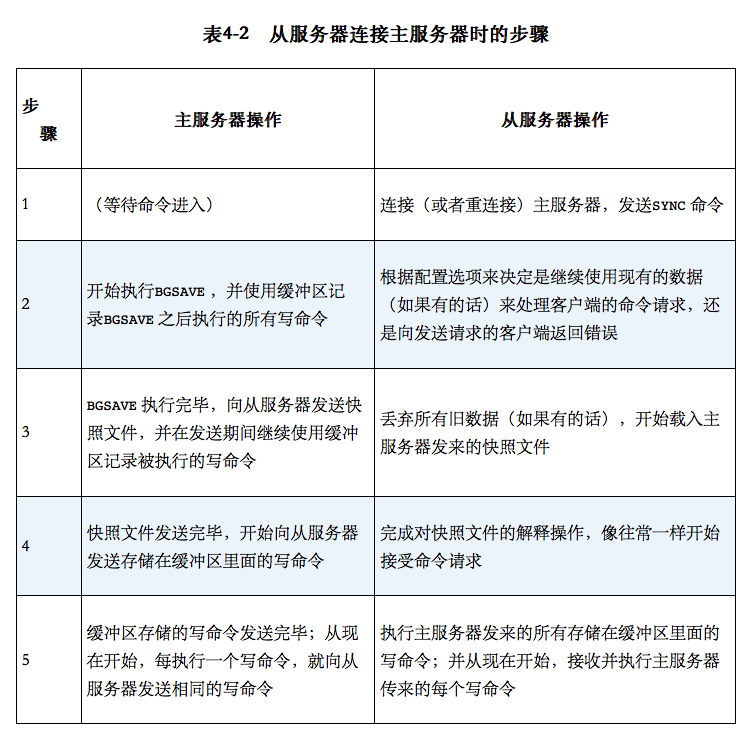 表4-2 从服务器连接主服务器时的步骤
步
骤
主服务器操作
从服务器操作
1
（等待命令进入）
连接（或者重连接）主服务器，发送SYNC 命令
2
开始执行BGSAVE ，并使用缓冲区记
录BGSAVE 之后执行的所有写命令
根据配置选项来决定是继续使用现有的数据
（如果有的话）来处理客户端的命令请求，还
是向发送请求的客户端返回错误
3
BGSAVE 执行完毕，向从服务器发送快
照文件，并在发送期间继续使用缓冲
区记录被执行的写命令
丢弃所有旧数据（如果有的话），开始载入主
服务器发来的快照文件
4
快照文件发送完毕，开始向从服务器
发送存储在缓冲区里面的写命令
完成对快照文件的解释操作，像往常一样开始
接受命令请求
5
缓冲区存储的写命令发送完毕；从现
在开始，每执行一个写命令，就向从
服务器发送相同的写命令
执行主服务器发来的所有存储在缓冲区里面的
写命令；并从现在开始，接收并执行主服务器
传来的每个写命令